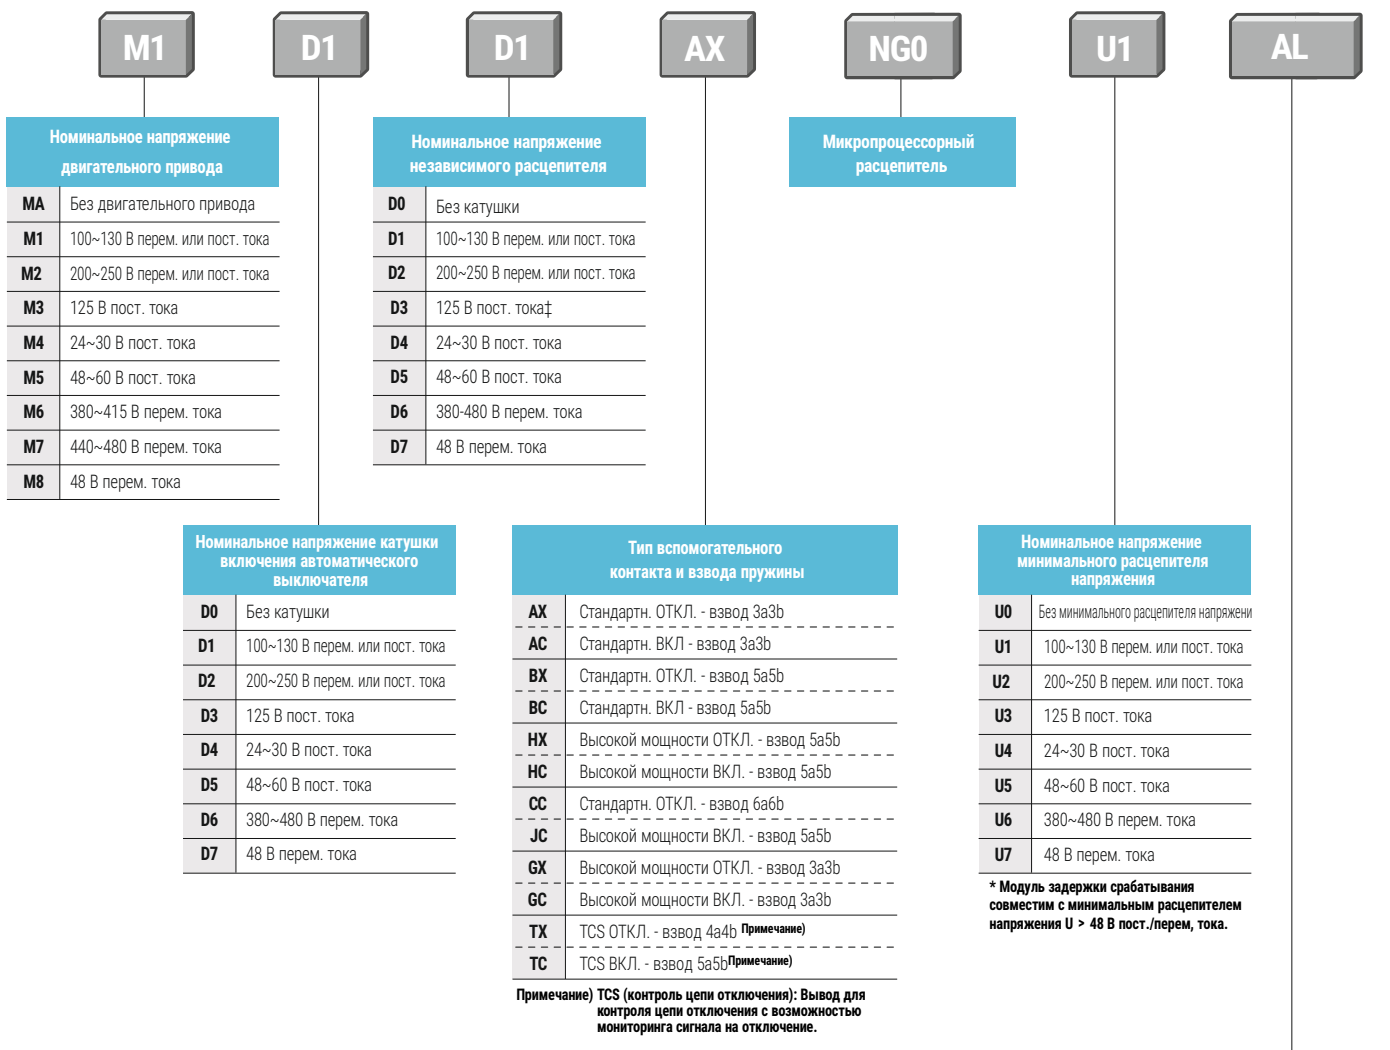 M1 D1 D1 AX NG0 U1 AL
Номинальное напряжение
двигательного привода
MA Без двигательного привода
M1 100~130 В перем. или пост. тока
M2 200~250 В перем. или пост. тока
M3 125 В пост. тока
M4 24~30 В пост. тока
M5 48~60 В пост. тока
M6 380~415 В перем. тока
M7 440~480 В перем. тока
M8 48 В перем. тока
Номинальное напряжение
независимого расцепителя
D0 Без катушки
D1 100~130 В перем. или пост. тока
D2 200~250 В перем. или пост. тока
D3 125 В пост. тока‡
D4 24~30 В пост. тока
D5 48~60 В пост. тока
D6 380-480 В перем. тока
D7 48 В перем. тока
Микропроцессорный
расцепитель
Номинальное напряжение катушки
включения автоматического
выключателя
D0 Без катушки
D1 100~130 В перем. или пост. тока
D2 200~250 В перем. или пост. тока
D3 125 В пост. тока
D4 24~30 В пост. тока
D5 48~60 В пост. тока
D6 380~480 В перем. тока
D7 48 В перем. тока
Тип вспомогательного
контакта и взвода пружины
AX Стандартн. ОТКЛ. - взвод 3a3b
AC Стандартн. ВКЛ - взвод 3a3b
BX Стандартн. ОТКЛ. - взвод 5a5b
BC Стандартн. ВКЛ - взвод 5a5b
HX Высокой мощности ОТКЛ. - взвод 5a5b
HC Высокой мощности ВКЛ. - взвод 5a5b
CC Стандартн. ОТКЛ. - взвод 6a6b
JC Высокой мощности ВКЛ. - взвод 5a5b
GX Высокой мощности ОТКЛ. - взвод 3a3b
GC Высокой мощности ВКЛ. - взвод 3a3b
TX TCS ОТКЛ. - взвод 4a4b Примечание)
TC TCS ВКЛ. - взвод 5a5b Примечание)
Примечание) TCS (контроль цепи отключения): Вывод для
контроля цепи отключения с возможностью
мониторинга сигнала на отключение.
Номинальное напряжение
минимального расцепителя
напряжения
U0 Без минимального расцепителя напряжени
U1 100~130 В перем. или пост. тока
U2 200~250 В перем. или пост. тока
U3 125 В пост. тока
U4 24~30 В пост. тока
U5 48~60 В пост. тока
U6 380~480 В перем. тока
U7 48 В перем. тока
* Модуль задержки срабатывания
совместим с минимальным расцепителем
напряжения U > 48 В пост./перем, тока.